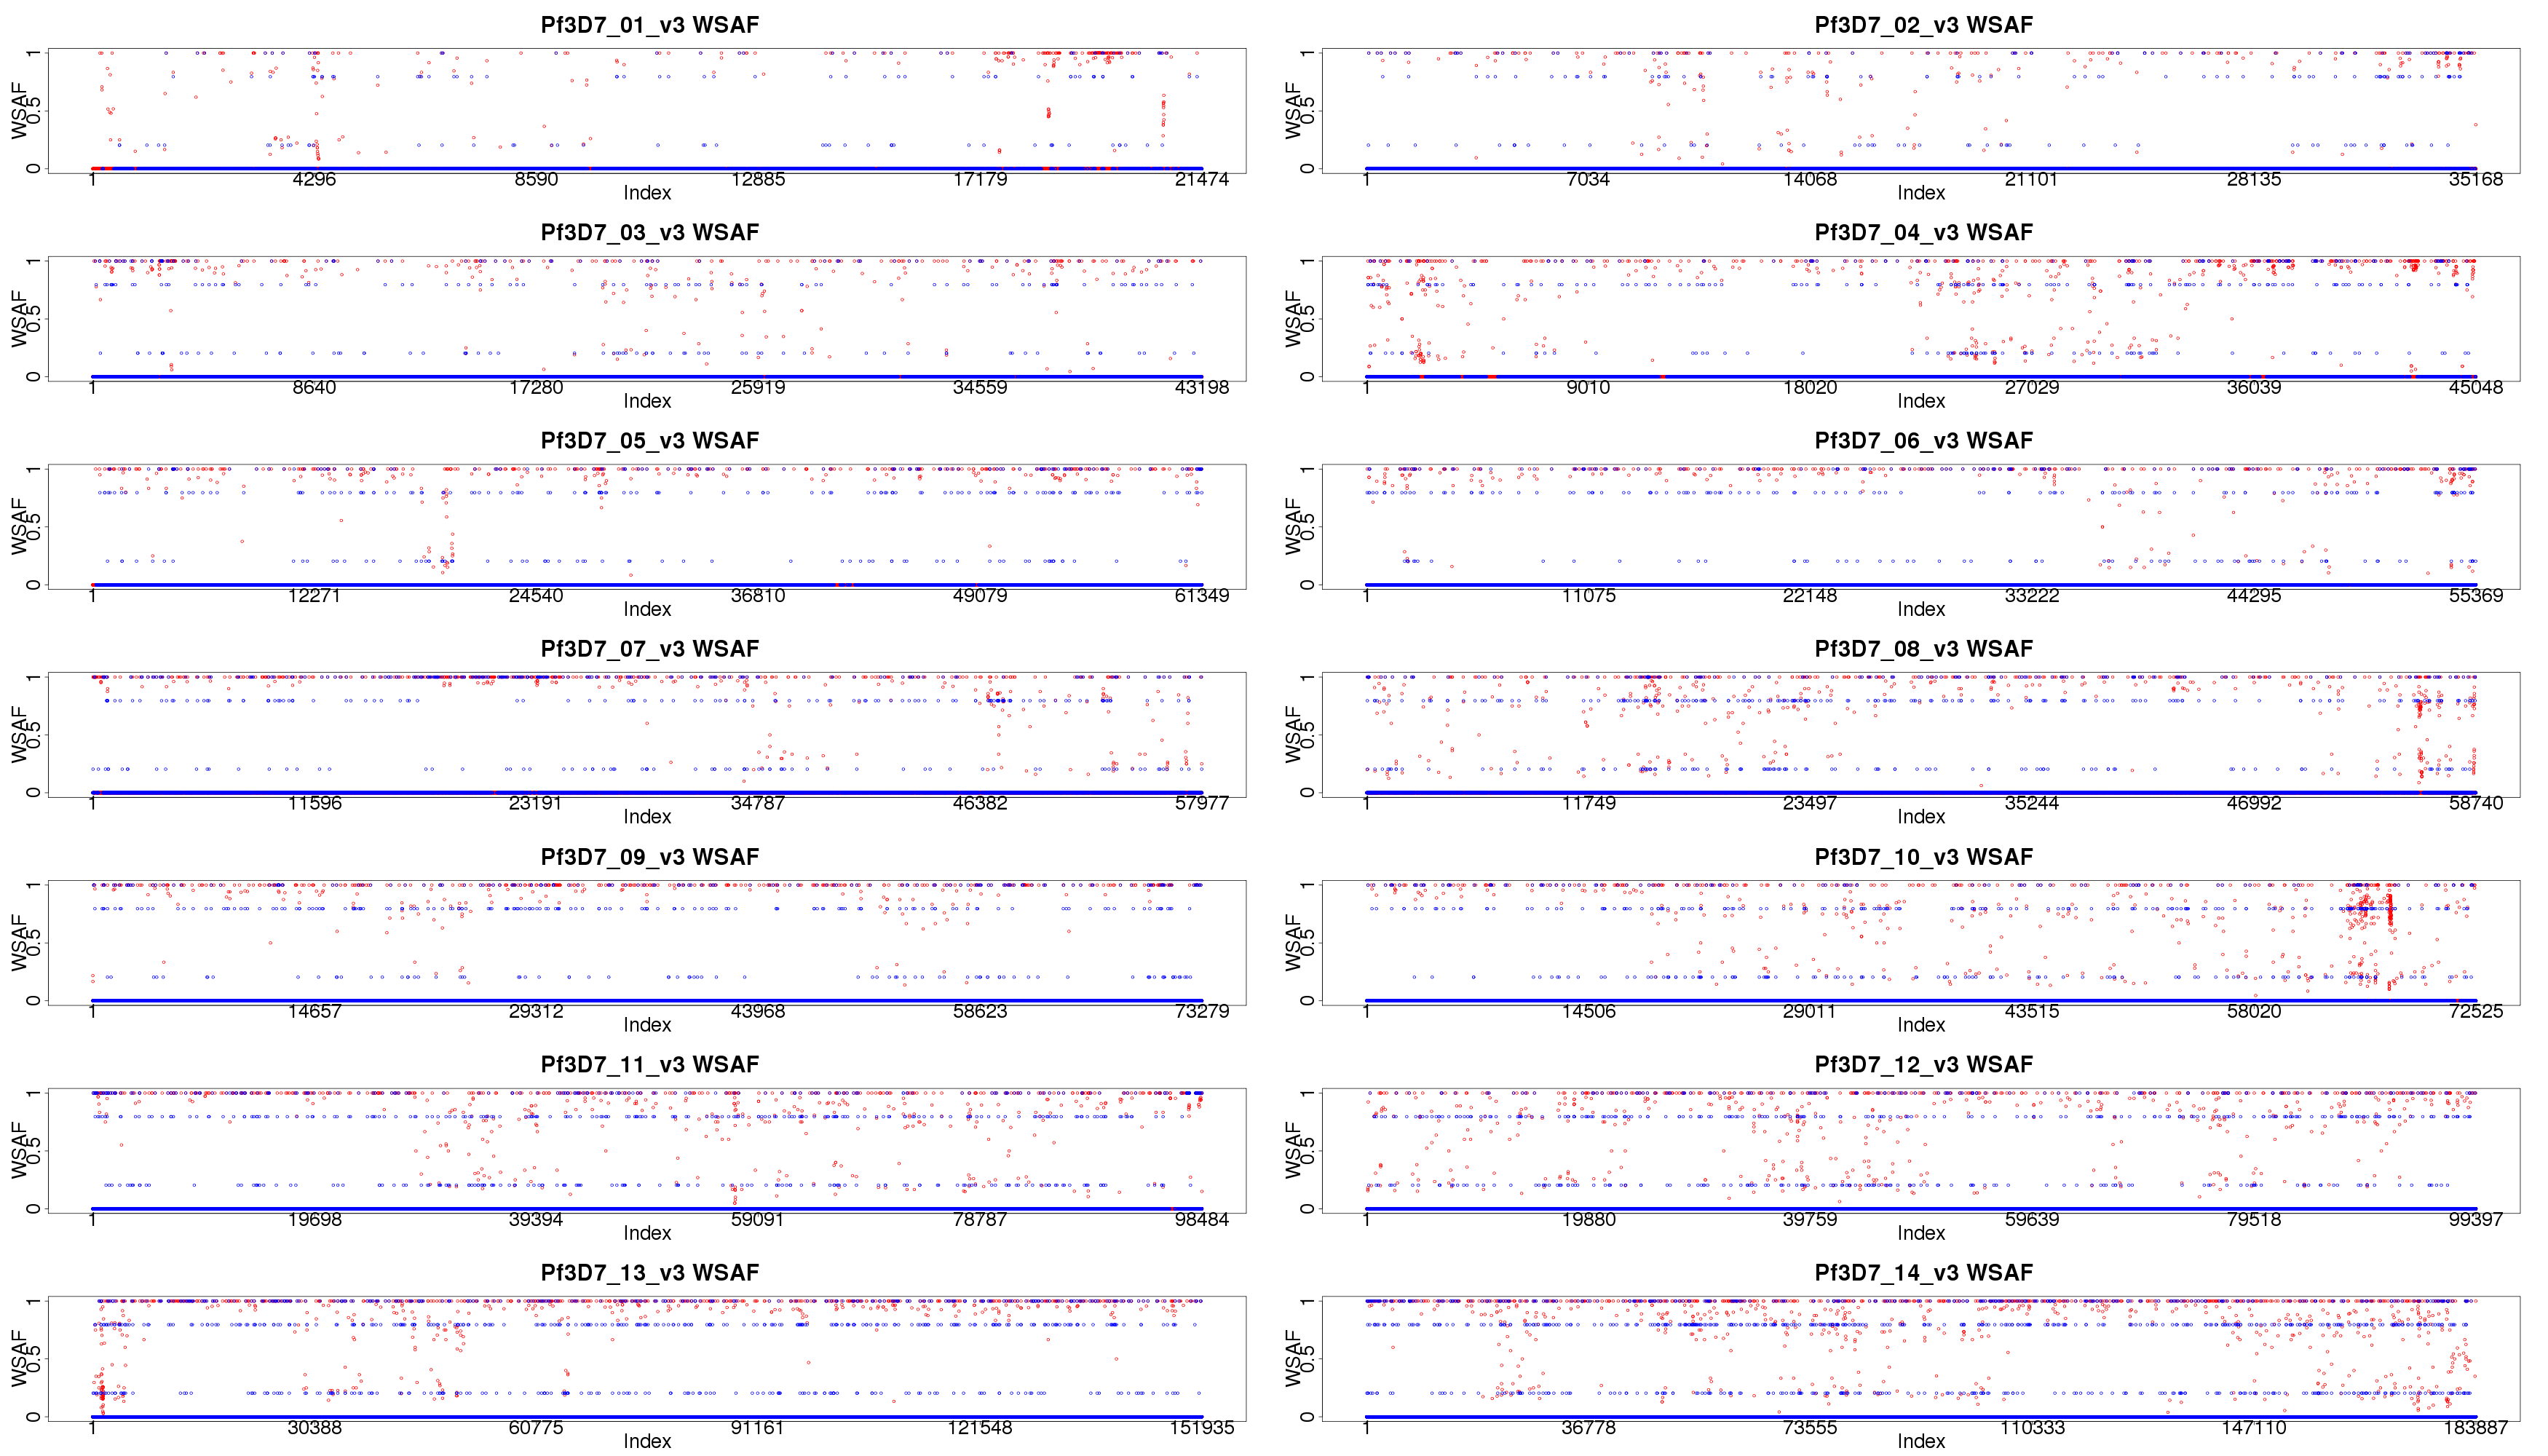 Pf3D7_01_v3 WSAF
WSAF
0 0.5 1
1 4296 8590 12885 17179 21474
Index
Pf3D7_02_v3 WSAF
WSAF
0 0.5 1
1 7034 14068 21101 28135 35168
Index
Pf3D7_03_v3 WSAF
WSAF
0 0.5 1
1 8640 17280 25919 34559 43198
Index
Pf3D7_04_v3 WSAF
WSAF
0 0.5 1
1 9010 18020 27029 36039 45048
Index
Pf3D7_05_v3 WSAF
WSAF
0 0.5 1
1 12271 24540 36810 49079 61349
Index
Pf3D7_06_v3 WSAF
WSAF
0 0.5 1
1 11075 22148 33222 44295 55369
Index
Pf3D7_07_v3 WSAF
WSAF
0 0.5 1
1 11596 23191 34787 46382 57977
Index
Pf3D7_08_v3 WSAF
WSAF
0 0.5 1
1 11749 23497 35244 46992 58740
Index
Pf3D7_09_v3 WSAF
WSAF
0 0.5 1
1 14657 29312 43968 58623 73279
Index
Pf3D7_10_v3 WSAF
WSAF
0 0.5 1
1 14506 29011 43515 58020 72525
Index
Pf3D7_11_v3 WSAF
WSAF
0 0.5 1
1 19698 39394 59091 78787 98484
Index
Pf3D7_12_v3 WSAF
WSAF
0 0.5 1
1 19880 39759 59639 79518 99397
Index
Pf3D7_13_v3 WSAF
WSAF
0 0.5 1
1 30388 60775 91161 121548 151935
Index
Pf3D7_14_v3 WSAF
WSAF
0 0.5 1
1 36778 73555 110333 147110 183887
Index